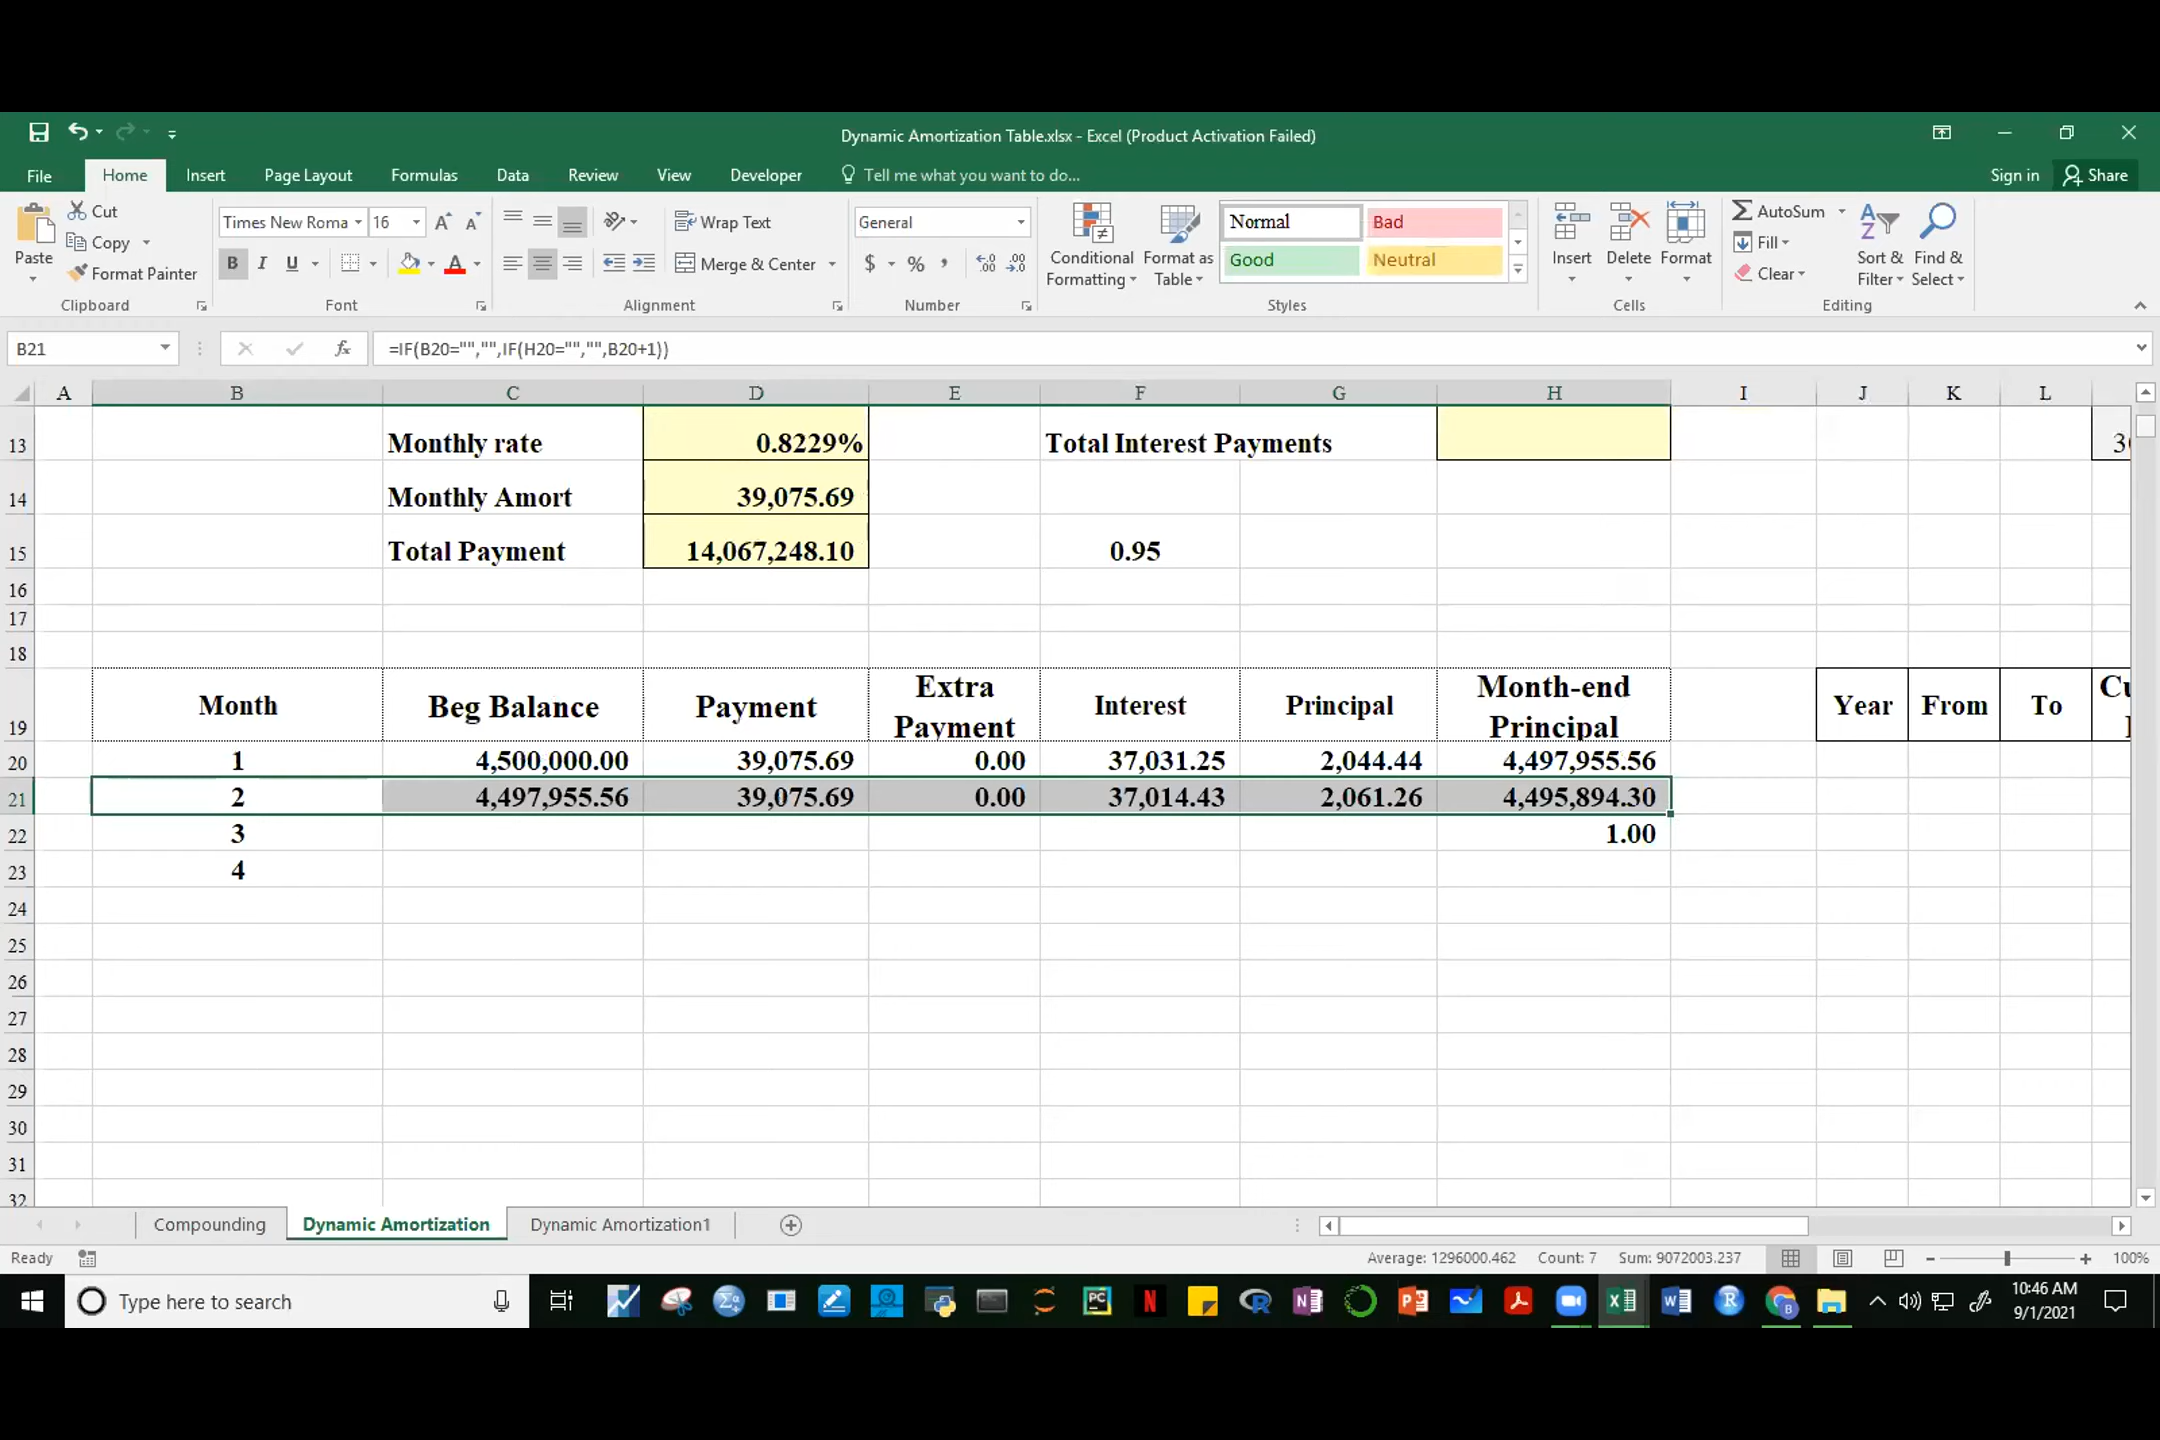 Dynamic Amortization Table.xlsx - Excel (Product Activation Failed)
File Home Insert Page Layout Formulas Data Review View Developer Tell me what you want to do... Sign in Share
Paste Cut Copy Format Painter Clipboard
Times New Roma 16 B I U A Font
Wrap Text Merge & Center Alignment
General $ % , Number
Conditional Formatting Format as Table Normal Bad Good Neutral Styles
Insert Delete Format Cells
AutoSum Fill Clear Sort & Filter Find & Select Editing
B21 fx =IF(B20="","",IF(H20="","",B20+1))
A B C D E F G H I J K L
13 Monthly rate 0.8229% Total Interest Payments
14 Monthly Amort 39,075.69
15 Total Payment 14,067,248.10 0.95
16
17
18
19 Month Beg Balance Payment Extra Payment Interest Principal Month-end Principal Year From To
20 1 4,500,000.00 39,075.69 0.00 37,031.25 2,044.44 4,497,955.56
21 2 4,497,955.56 39,075.69 0.00 37,014.43 2,061.26 4,495,894.30
22 3 1.00
23 4
24
25
26
27
28
29
30
31
32
Compounding Dynamic Amortization Dynamic Amortization1
Ready Average: 1296000.462 Count: 7 Sum: 9072003.237 100%
Type here to search 10:46 AM
9/1/2021